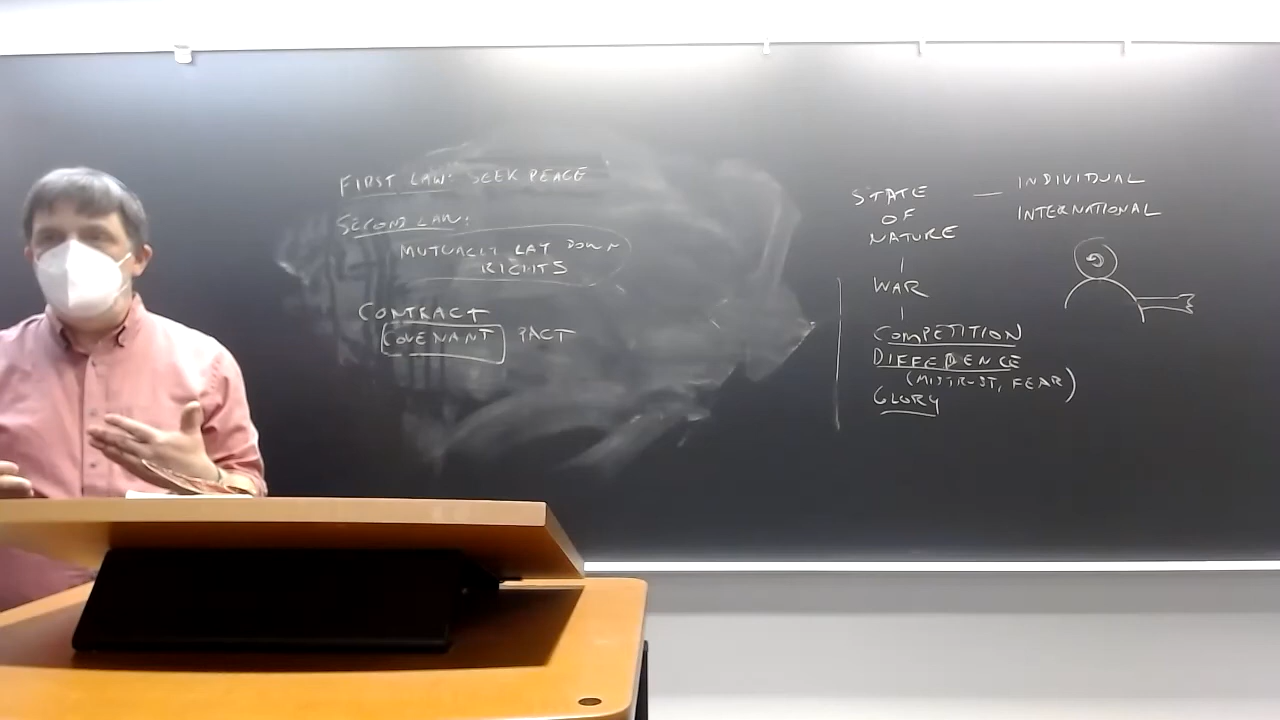 FIRST LAW: SEEK PEACE
SECOND LAW:
MUTUALLY LAY DOWN
RIGHTS
CONTRACT
COVENANT PACT
STATE — INDIVIDUAL
OF INTERNATIONAL
NATURE
WAR
COMPETITION
DIFFERENCE
(MISTRUST, FEAR)
GLORY